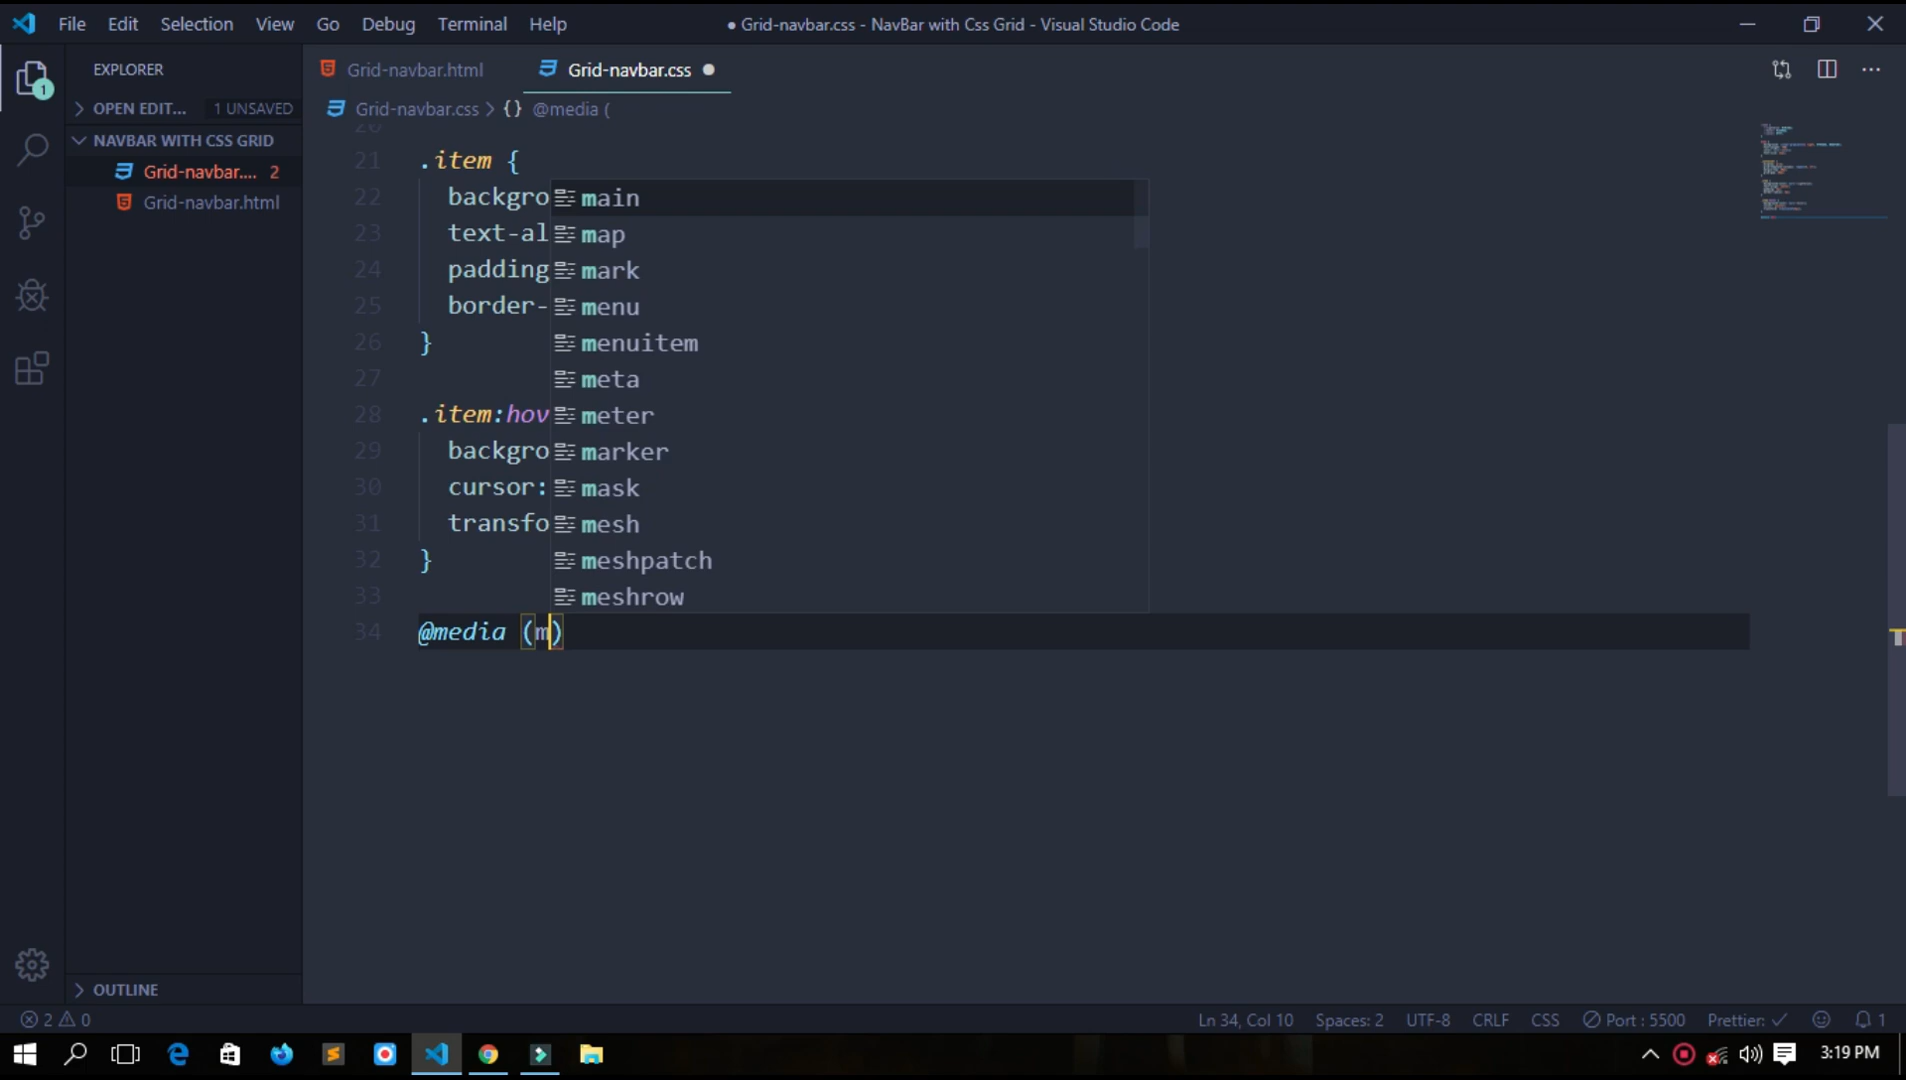 File Edit Selection View Go Debug Terminal Help
● Grid-navbar.css - NavBar with Css Grid - Visual Studio Code
EXPLORER
OPEN EDIT... 1 UNSAVED
NAVBAR WITH CSS GRID
Grid-navbar.... 2
Grid-navbar.html
OUTLINE
Grid-navbar.html
Grid-navbar.css ●
Grid-navbar.css > {} @media (
20
21 .item {
22 backgro
23 text-al
24 padding
25 border-
26 }
27
28 .item:hov
29 backgro
30 cursor:
31 transfo
32 }
33
34 @media (m)
main
map
mark
menu
menuitem
meta
meter
marker
mask
mesh
meshpatch
meshrow
1
2 0
Ln 34, Col 10 Spaces: 2 UTF-8 CRLF CSS Port : 5500 Prettier: ✓ 1
3:19 PM